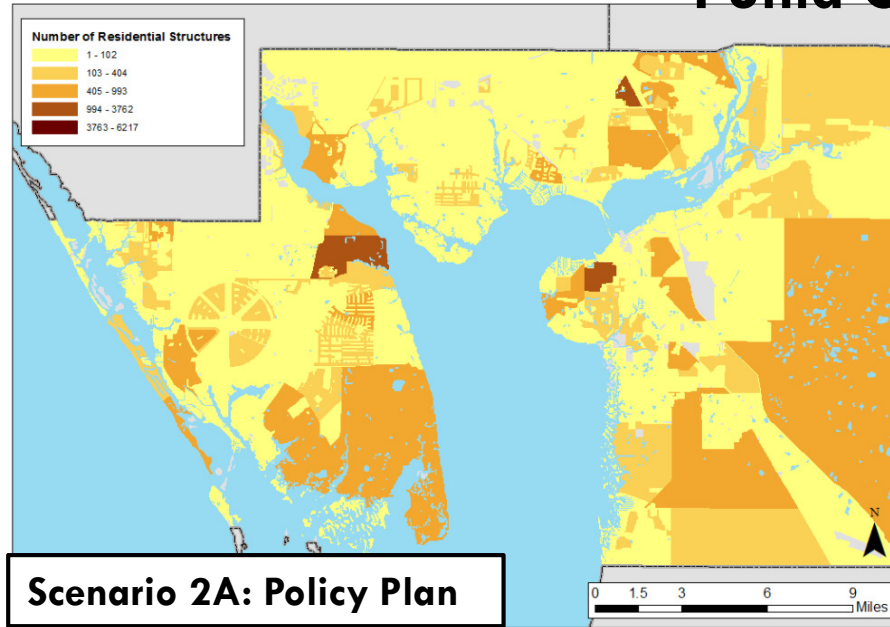 Number of Residential Structures
1 - 102
103 - 404
405 - 993
994 - 3762
3763 - 6217
N
Scenario 2A: Policy Plan
0 1.5 3 6 9
Miles